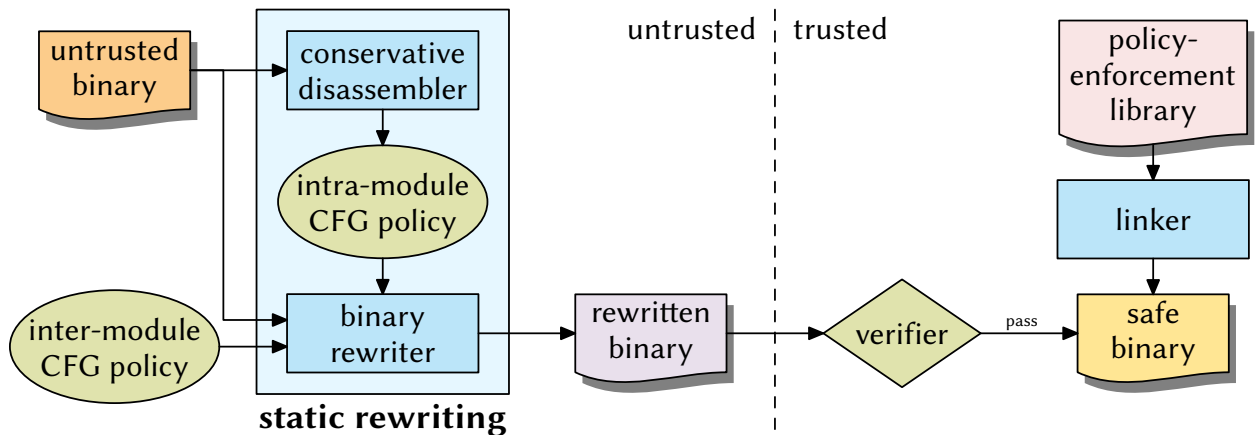 untrusted
binary
conservative
disassembler
intra-module
CFG policy
inter-module
CFG policy
binary
rewriter
static rewriting
untrusted
trusted
rewritten
binary
verifier
pass
policy-
enforcement
library
linker
safe
binary